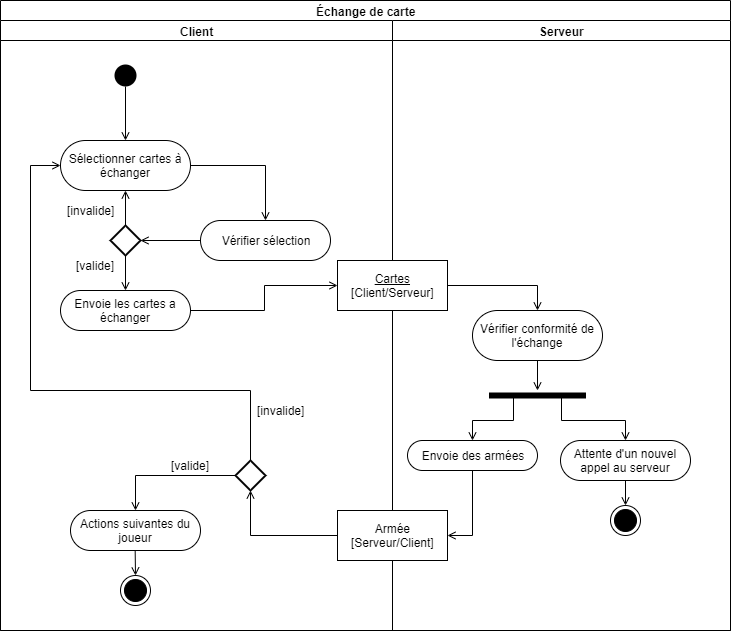 Échange de carte
Client
Serveur
Sélectionner cartes à
échanger
[invalide]
Vérifier sélection
[valide]
Envoie les cartes a
échanger
Cartes
[Client/Serveur]
Vérifier conformité de
l'échange
[invalide]
Envoie des armées
Attente d'un nouvel
appel au serveur
[valide]
Actions suivantes du
joueur
Armée
[Serveur/Client]